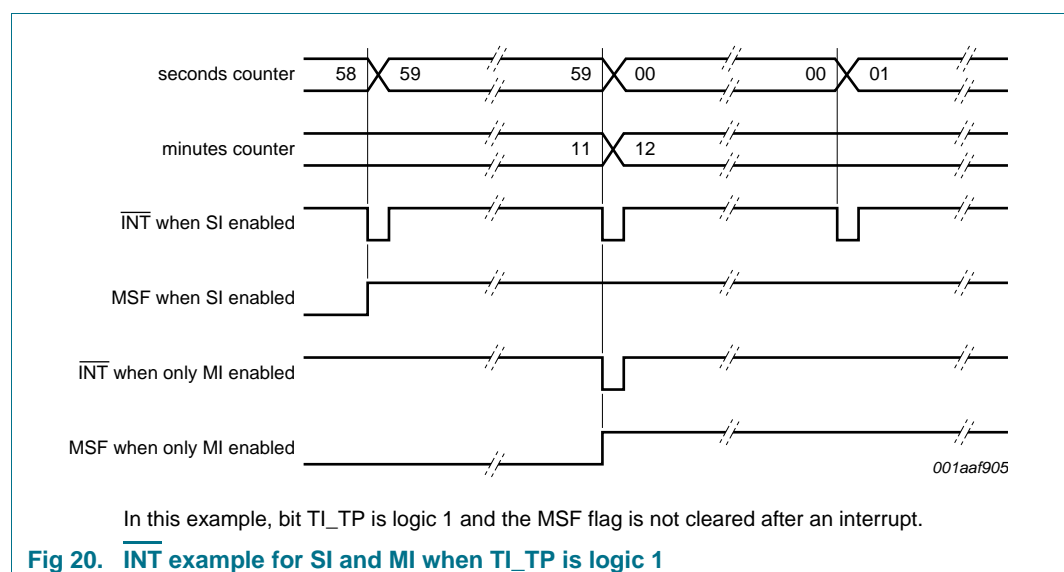 seconds counter 58 59 59 00 00 01
minutes counter 11 12
INT when SI enabled
MSF when SI enabled
INT when only MI enabled
MSF when only MI enabled
001aaf905
In this example, bit TI_TP is logic 1 and the MSF flag is not cleared after an interrupt.
Fig 20. INT example for SI and MI when TI_TP is logic 1